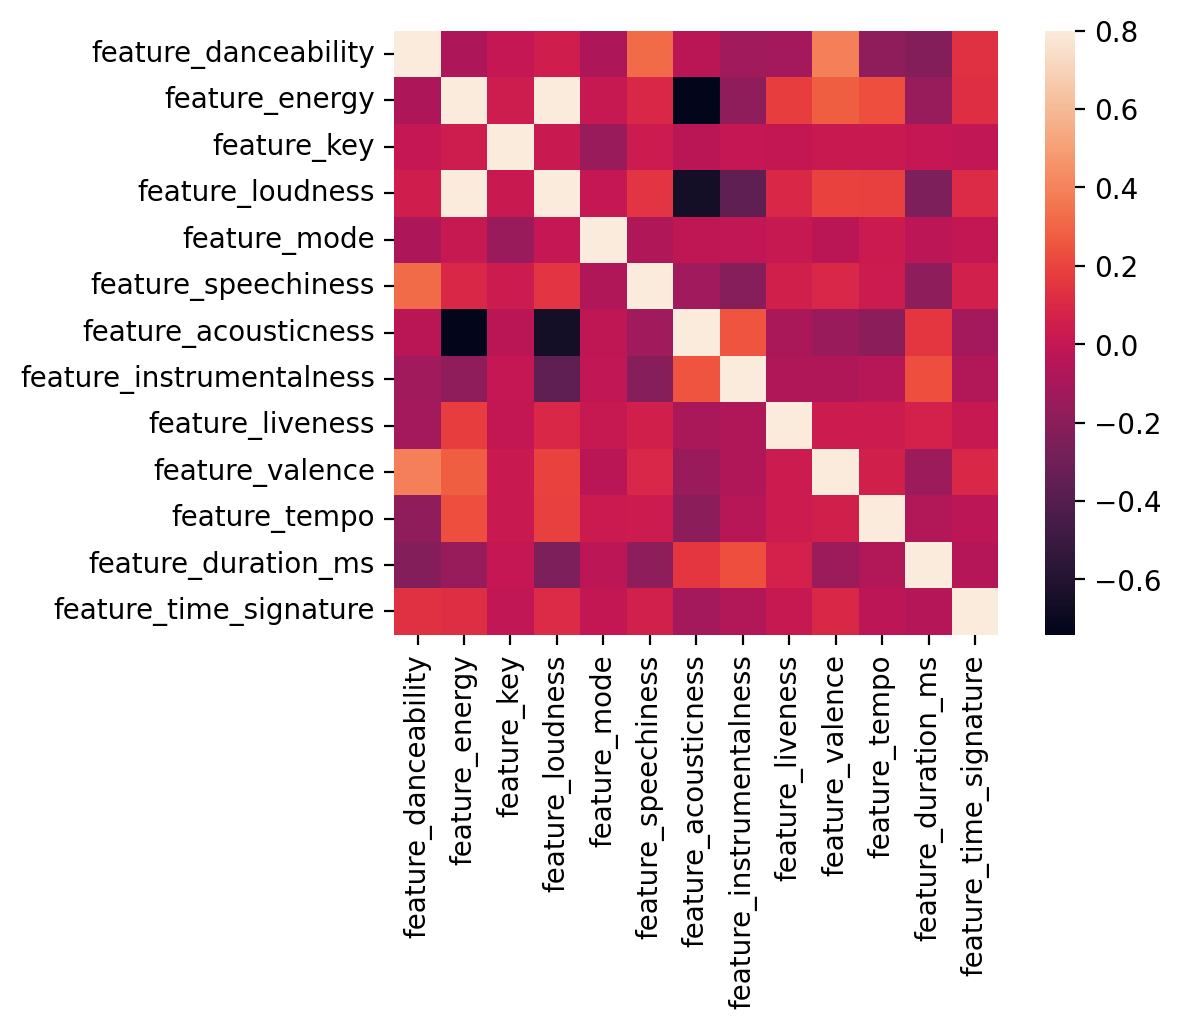 feature_danceability
feature_energy
feature_key
feature_loudness
feature_mode
feature_speechiness
feature_acousticness
feature_instrumentalness
feature_liveness
feature_valence
feature_tempo
feature_duration_ms
feature_time_signature
feature_danceability
feature_energy
feature_key
feature_loudness
feature_mode
feature_speechiness
feature_acousticness
feature_instrumentalness
feature_liveness
feature_valence
feature_tempo
feature_duration_ms
feature_time_signature
0.8
0.6
0.4
0.2
0.0
−0.2
−0.4
−0.6